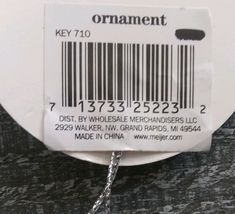 ornament
KEY 710
7 13733 25223 2
DIST. BY WHOLESALE MERCHANDISERS LLC
2929 WALKER, NW, GRAND RAPIDS, MI 49544
MADE IN CHINA www.meijer.com